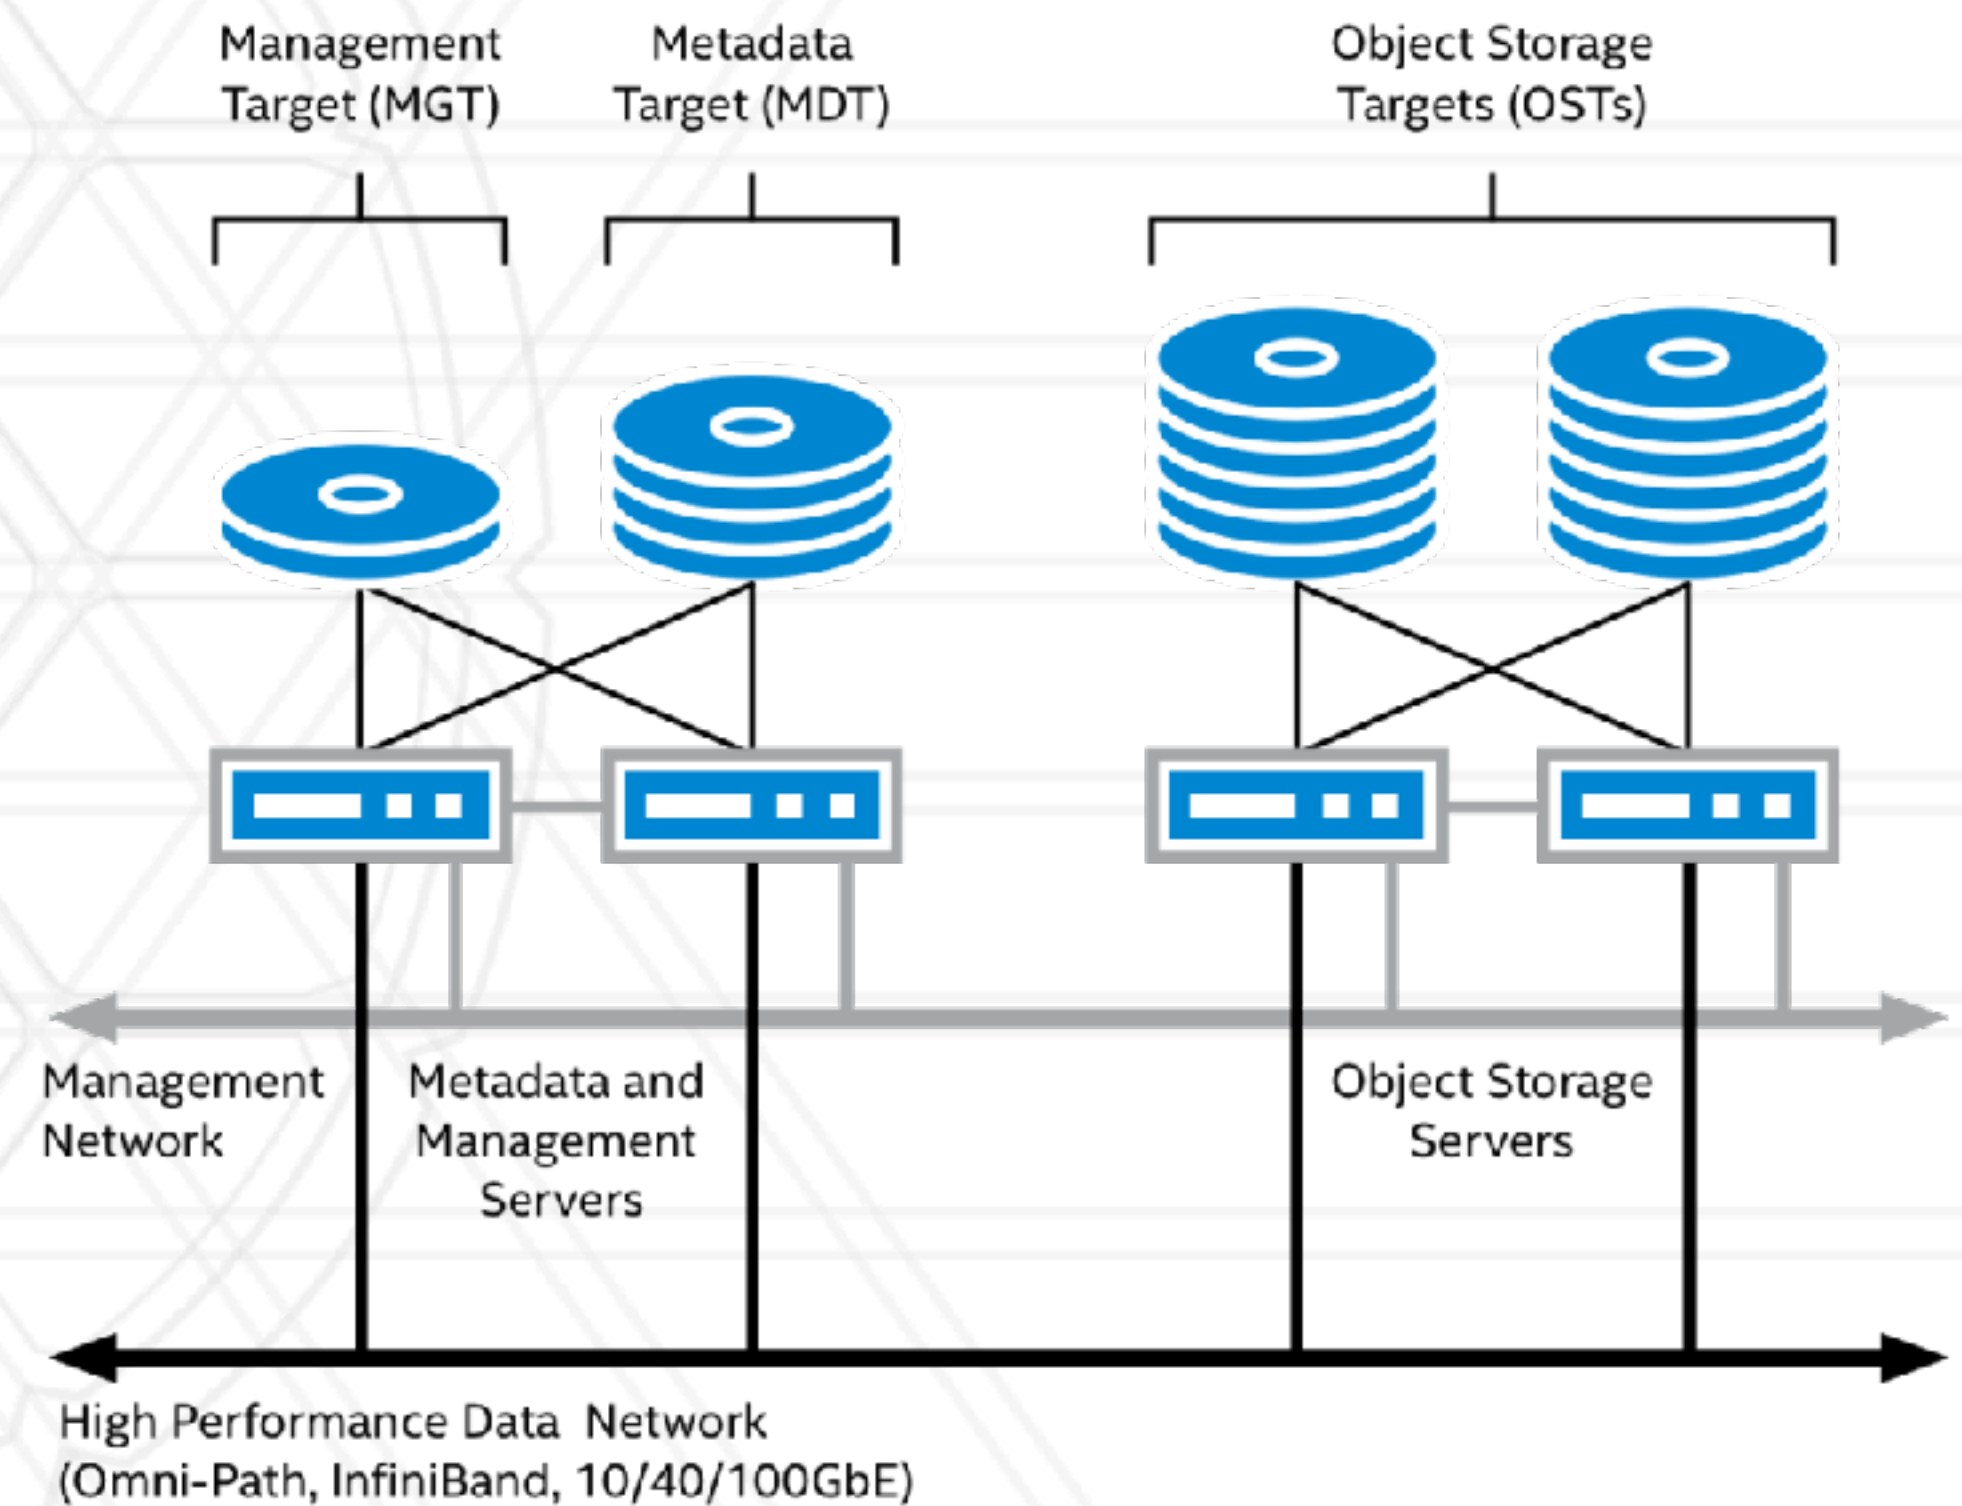 Management
Target (MGT)
Metadata
Target (MDT)
Object Storage
Targets (OSTs)
Management
Network
Metadata and
Management
Servers
Object Storage
Servers
High Performance Data Network
(Omni-Path, InfiniBand, 10/40/100GbE)